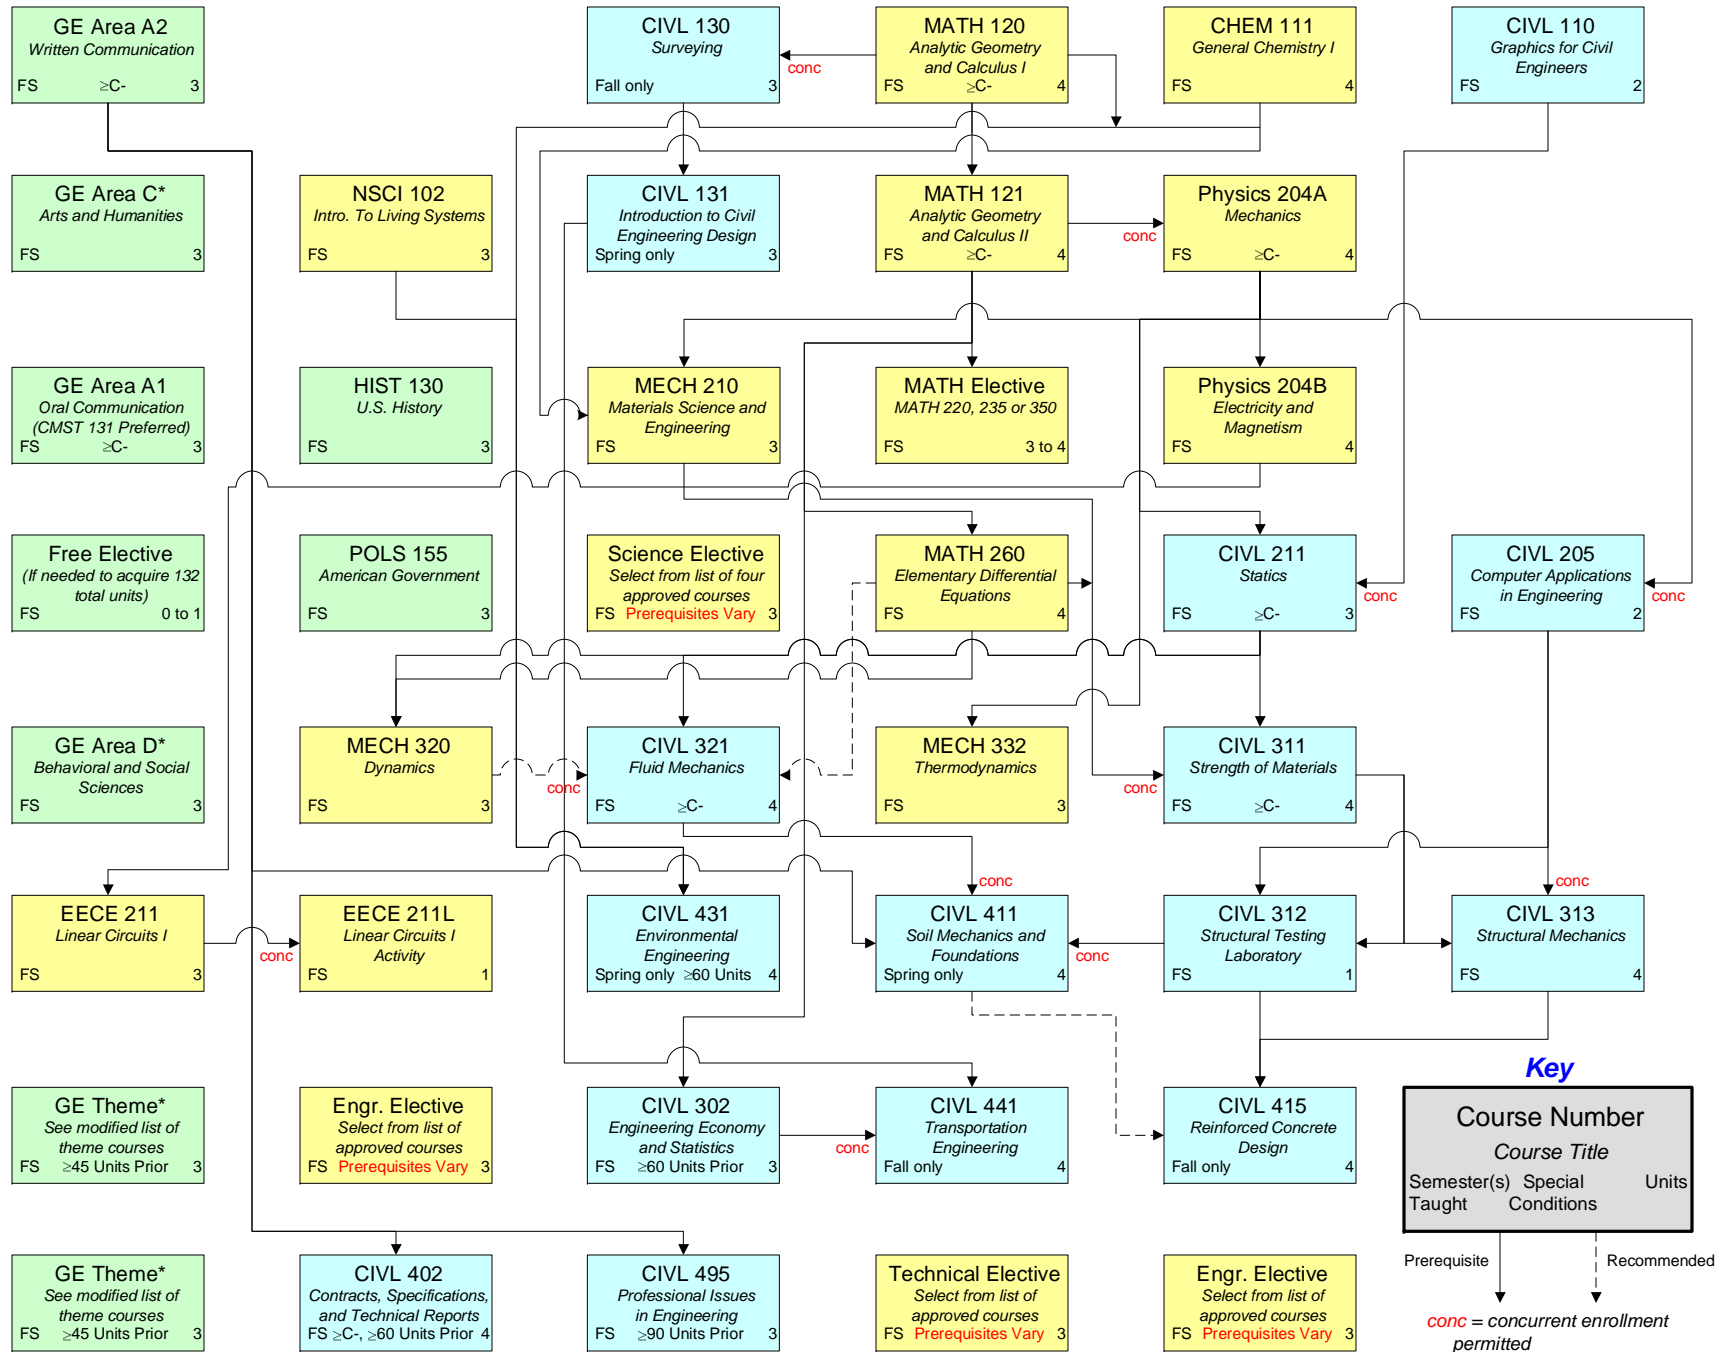 GE Area A2
Written Communication
FS ≥C- 3
CIVL 130
Surveying
Fall only 3
conc
MATH 120
Analytic Geometry
and Calculus I
FS ≥C- 4
CHEM 111
General Chemistry I
FS 4
CIVL 110
Graphics for Civil
Engineers
FS 2
GE Area C*
Arts and Humanities
FS 3
NSCI 102
Intro. To Living Systems
FS 3
CIVL 131
Introduction to Civil
Engineering Design
Spring only 3
MATH 121
Analytic Geometry
and Calculus II
FS ≥C- 4
conc
Physics 204A
Mechanics
FS ≥C- 4
GE Area A1
Oral Communication
(CMST 131 Preferred)
FS ≥C- 3
HIST 130
U.S. History
FS 3
MECH 210
Materials Science and
Engineering
FS 3
MATH Elective
MATH 220, 235 or 350
FS 3 to 4
Physics 204B
Electricity and
Magnetism
FS 4
Free Elective
(If needed to acquire 132
total units)
FS 0 to 1
POLS 155
American Government
FS 3
Science Elective
Select from list of four
approved courses
FS Prerequisites Vary 3
MATH 260
Elementary Differential
Equations
FS 4
CIVL 211
Statics
FS ≥C- 3
conc
CIVL 205
Computer Applications
in Engineering
FS 2
conc
GE Area D*
Behavioral and Social
Sciences
FS 3
MECH 320
Dynamics
FS 3
conc
CIVL 321
Fluid Mechanics
FS ≥C- 4
MECH 332
Thermodynamics
FS 3
conc
CIVL 311
Strength of Materials
FS ≥C- 4
EECE 211
Linear Circuits I
FS 3
conc
EECE 211L
Linear Circuits I
Activity
FS 1
CIVL 431
Environmental
Engineering
Spring only ≥60 Units 4
conc
CIVL 411
Soil Mechanics and
Foundations
Spring only 4
conc
CIVL 312
Structural Testing
Laboratory
FS 1
conc
CIVL 313
Structural Mechanics
FS 4
GE Theme*
See modified list of
theme courses
FS ≥45 Units Prior 3
Engr. Elective
Select from list of
approved courses
FS Prerequisites Vary 3
CIVL 302
Engineering Economy
and Statistics
FS ≥60 Units Prior 3
conc
CIVL 441
Transportation
Engineering
Fall only 4
CIVL 415
Reinforced Concrete
Design
Fall only 4
Key
Course Number
Course Title
Semester(s) Special Units
Taught Conditions
Prerequisite
Recommended
conc = concurrent enrollment
permitted
GE Theme*
See modified list of
theme courses
FS ≥45 Units Prior 3
CIVL 402
Contracts, Specifications,
and Technical Reports
FS ≥C-, ≥60 Units Prior 4
CIVL 495
Professional Issues
in Engineering
FS ≥90 Units Prior 3
Technical Elective
Select from list of
approved courses
FS Prerequisites Vary 3
Engr. Elective
Select from list of
approved courses
FS Prerequisites Vary 3